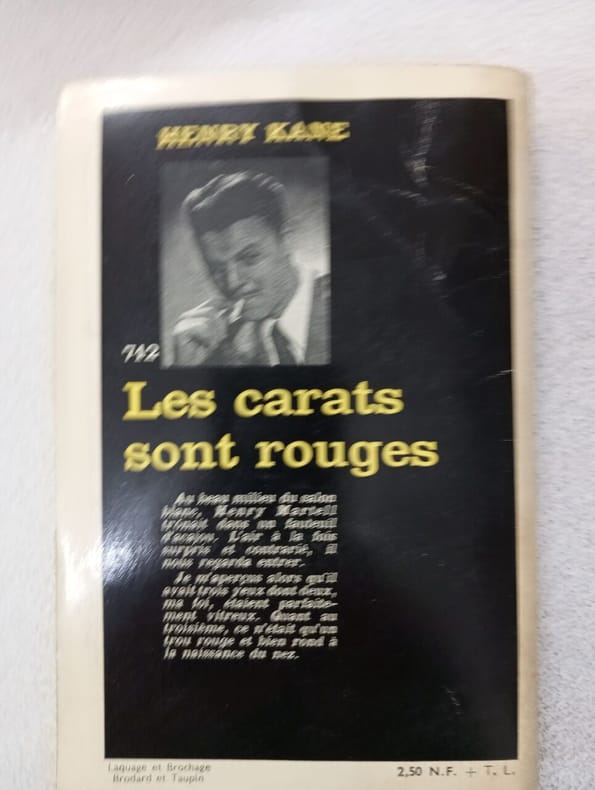 HENRY KANE
742
Les carats
sont rouges
Au beau milieu du salon
blanc, Henry Martell
trônait dans un fauteuil
d'acajou. L'air à la fois
surpris et contrarié, il
nous regarda entrer.
Je m'aperçus alors qu'il
avait trois yeux dont deux,
ma foi, étaient parfaite-
ment vitreux. Quant au
troisième, ce n'était qu'un
trou rouge et bien rond à
la naissance du nez.
Laquage et Brochage
Brodard et Taupin
2,50 N.F. + T. L.